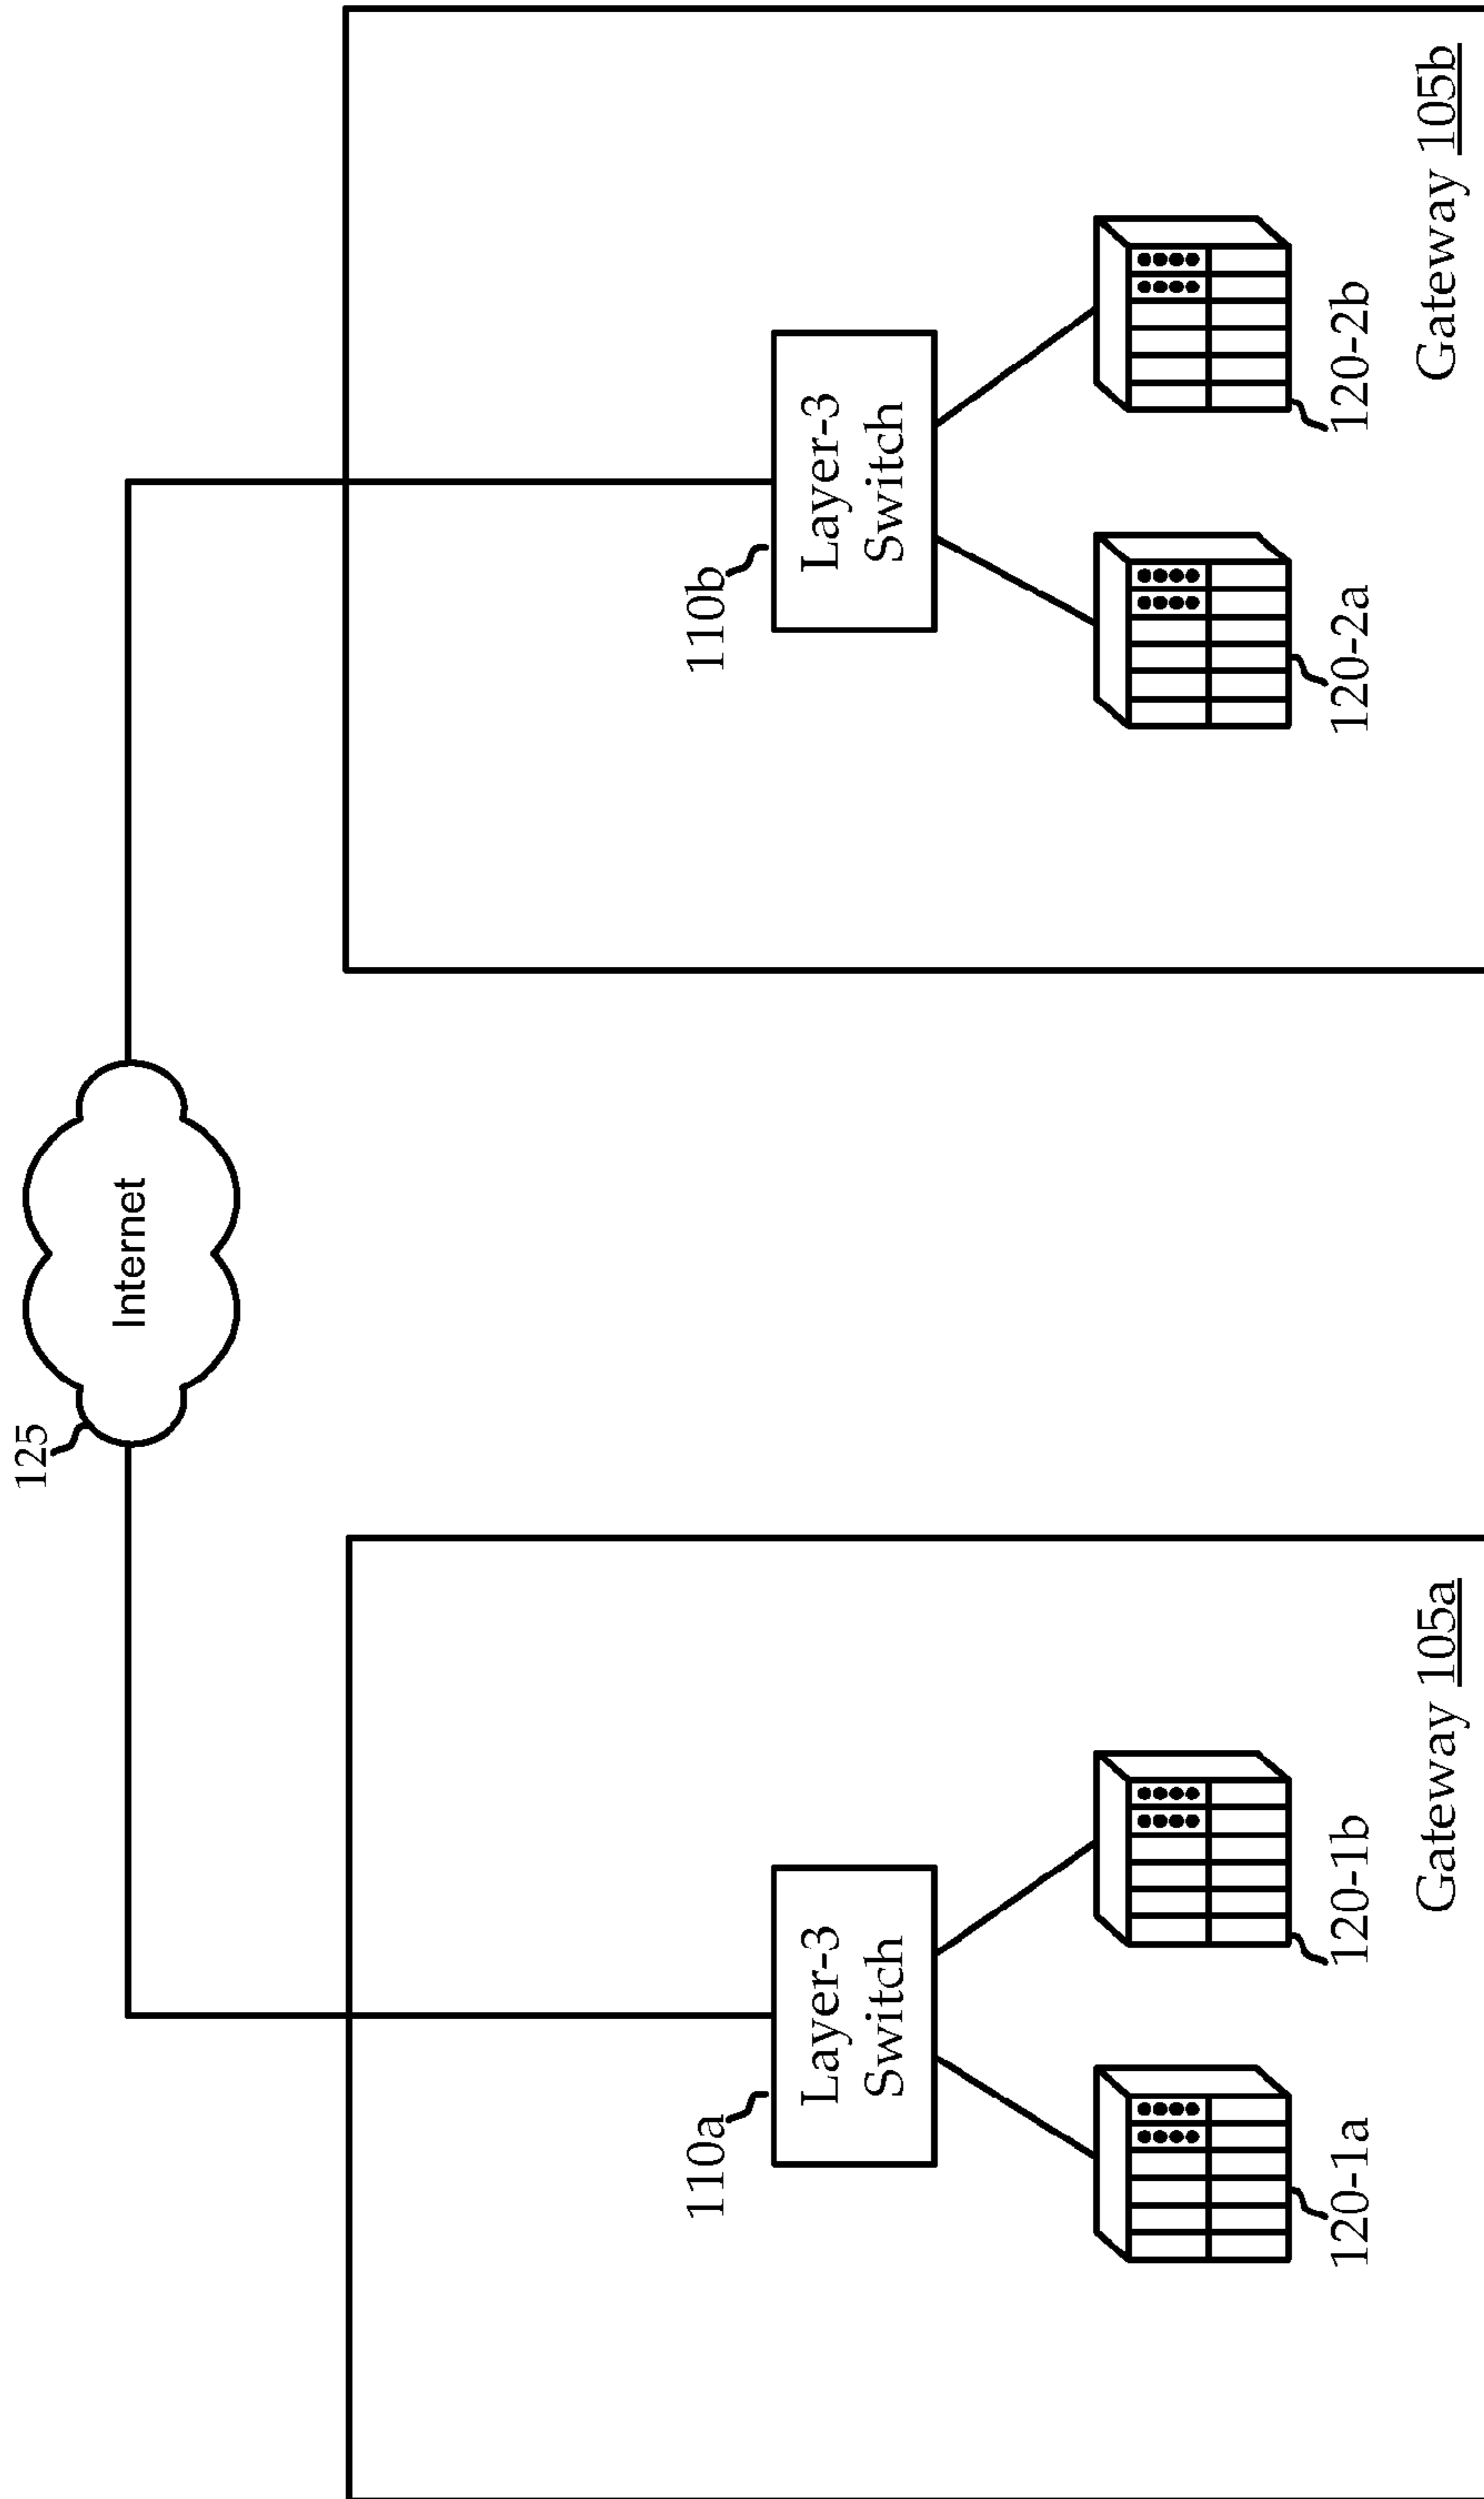 125
Internet
110a
Layer-3
Switch
120-1a
120-1b
Gateway 105a
110b
Layer-3
Switch
120-2a
120-2b
Gateway 105b